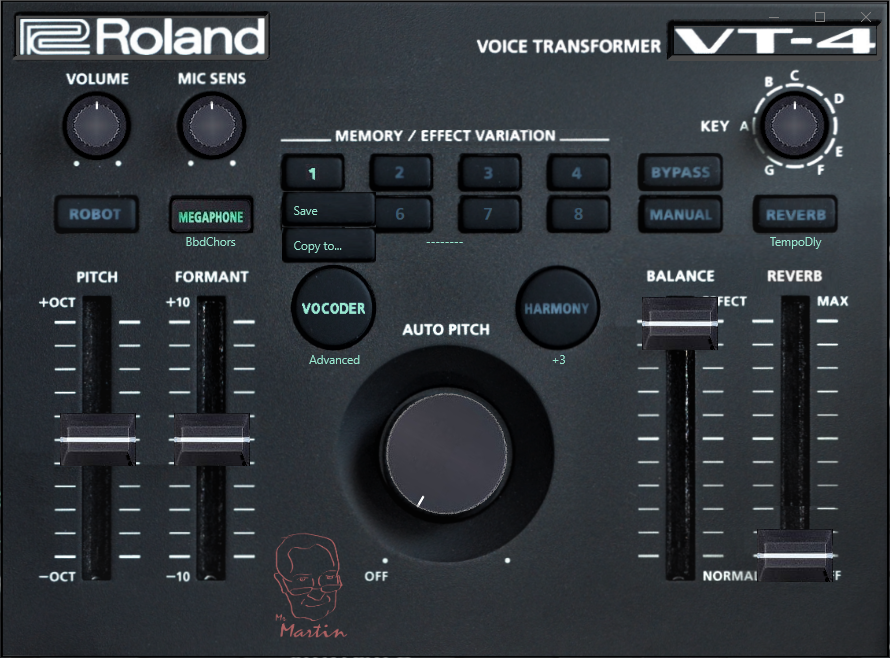 Roland
VOICE TRANSFORMER VT-4
VOLUME
MIC SENS
MEMORY / EFFECT VARIATION
KEY
A
B
C
D
E
F
G
1
2
3
4
BYPASS
ROBOT
MEGAPHONE
BbdChors
Save
Copy to...
6
7
8
--------
MANUAL
REVERB
TempoDly
PITCH
FORMANT
+OCT
+10
VOCODER
Advanced
HARMONY
+3
AUTO PITCH
BALANCE
REVERB
MAX
−OCT
−10
OFF
Mr
Martin